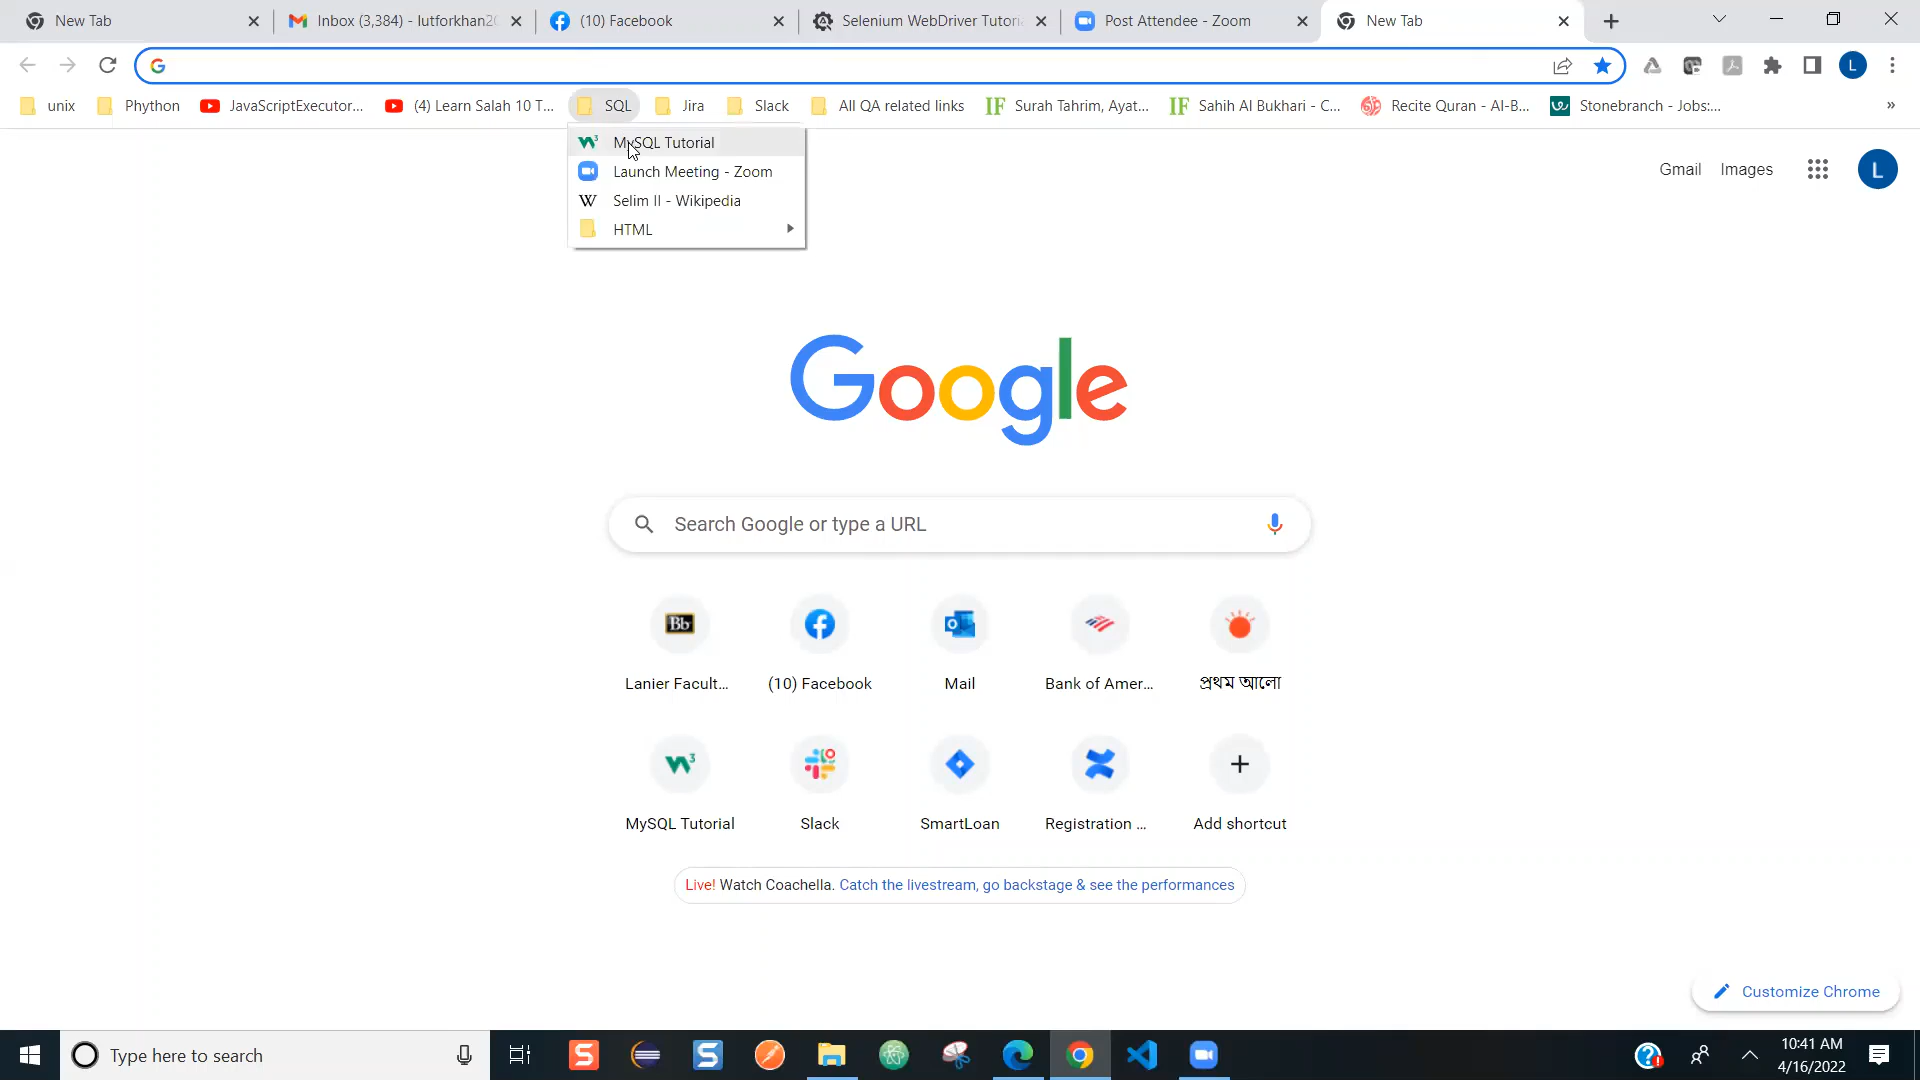 New Tab
Inbox (3,384) - lutforkhan20
(10) Facebook
Selenium WebDriver Tutoria
Post Attendee - Zoom
New Tab
L
unix
Phython
JavaScriptExecutor...
(4) Learn Salah 10 T...
SQL
Jira
Slack
All QA related links
Surah Tahrim, Ayat...
Sahih Al Bukhari - C...
Recite Quran - Al-B...
Stonebranch - Jobs:...
»
MySQL Tutorial
Launch Meeting - Zoom
Selim II - Wikipedia
HTML
Gmail
Images
L
Google
Search Google or type a URL
Lanier Facult...
(10) Facebook
Mail
Bank of Amer...
প্রথম আলো
MySQL Tutorial
Slack
SmartLoan
Registration ...
Add shortcut
Live! Watch Coachella. Catch the livestream, go backstage & see the performances
Customize Chrome
Type here to search
10:41 AM
4/16/2022